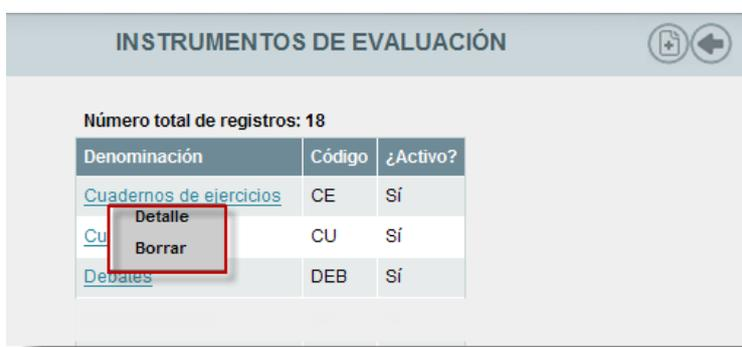 INSTRUMENTOS DE EVALUACIÓN
Número total de registros: 18
Denominación Código ¿Activo?
Cuadernos de ejercicios CE Sí
Detalle
Cu CU Sí
Borrar
Debates DEB Sí